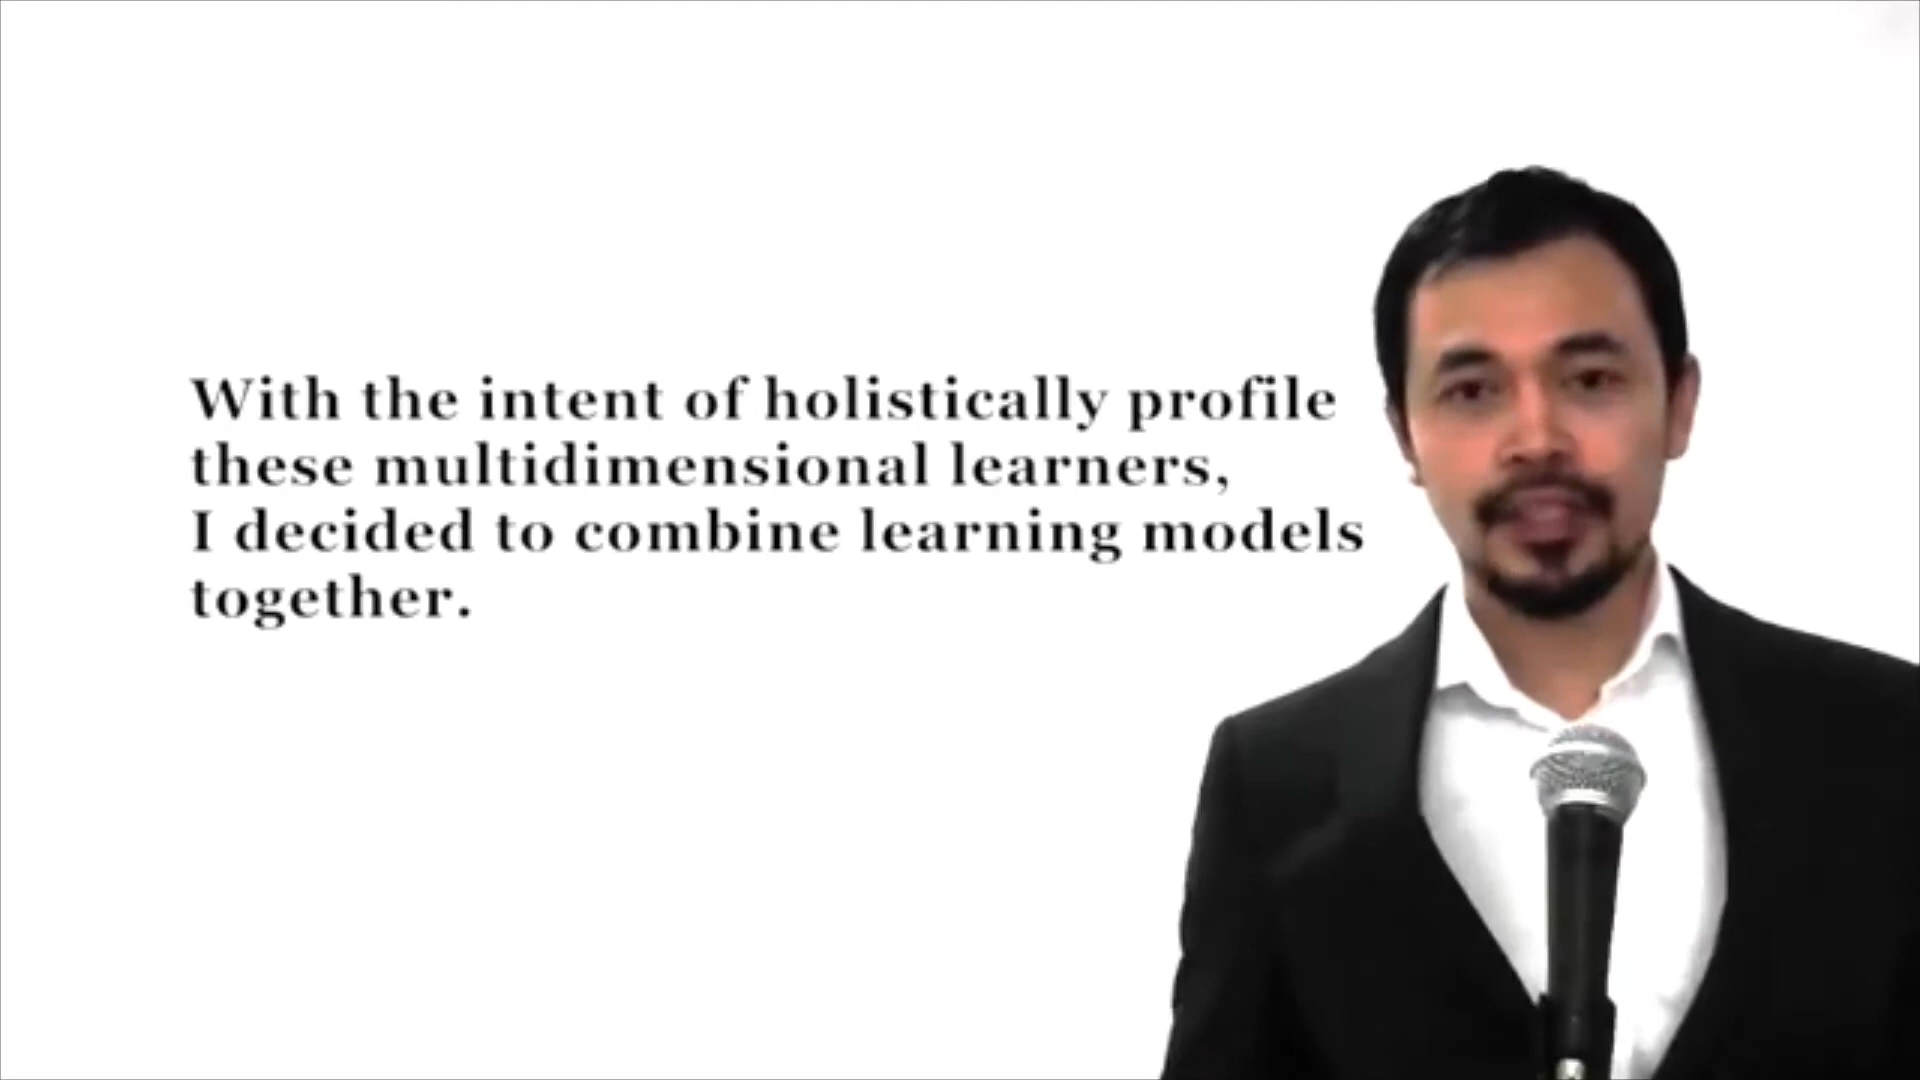 With the intent of holistically profile
these multidimensional learners,
I decided to combine learning models
together.